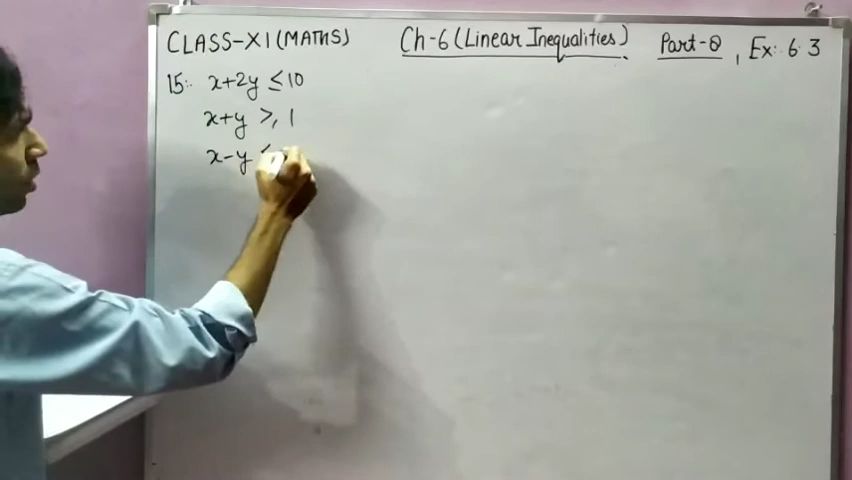 CLASS-XI (MATHS) Ch-6 (Linear Inequalities) Part-8, Ex: 6.3
15. x+2y ≤ 10
x+y ≥ 1
x-y ≤